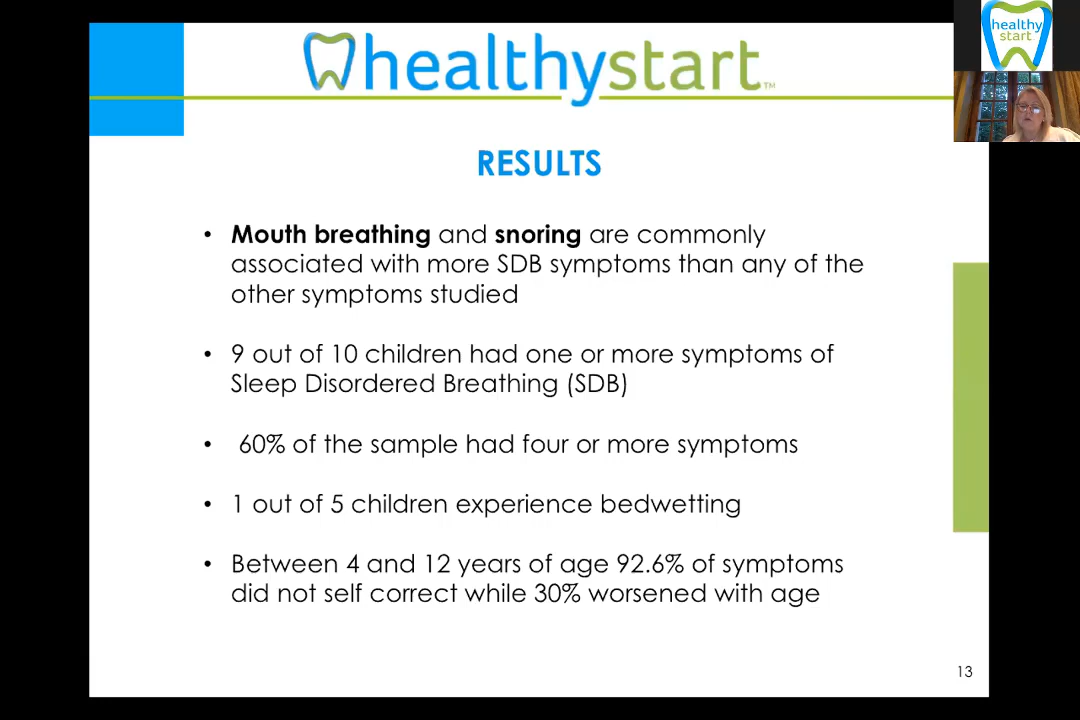 healthystart™
healthy
start
RESULTS
• Mouth breathing and snoring are commonly
associated with more SDB symptoms than any of the
other symptoms studied
• 9 out of 10 children had one or more symptoms of
Sleep Disordered Breathing (SDB)
• 60% of the sample had four or more symptoms
• 1 out of 5 children experience bedwetting
• Between 4 and 12 years of age 92.6% of symptoms
did not self correct while 30% worsened with age
13